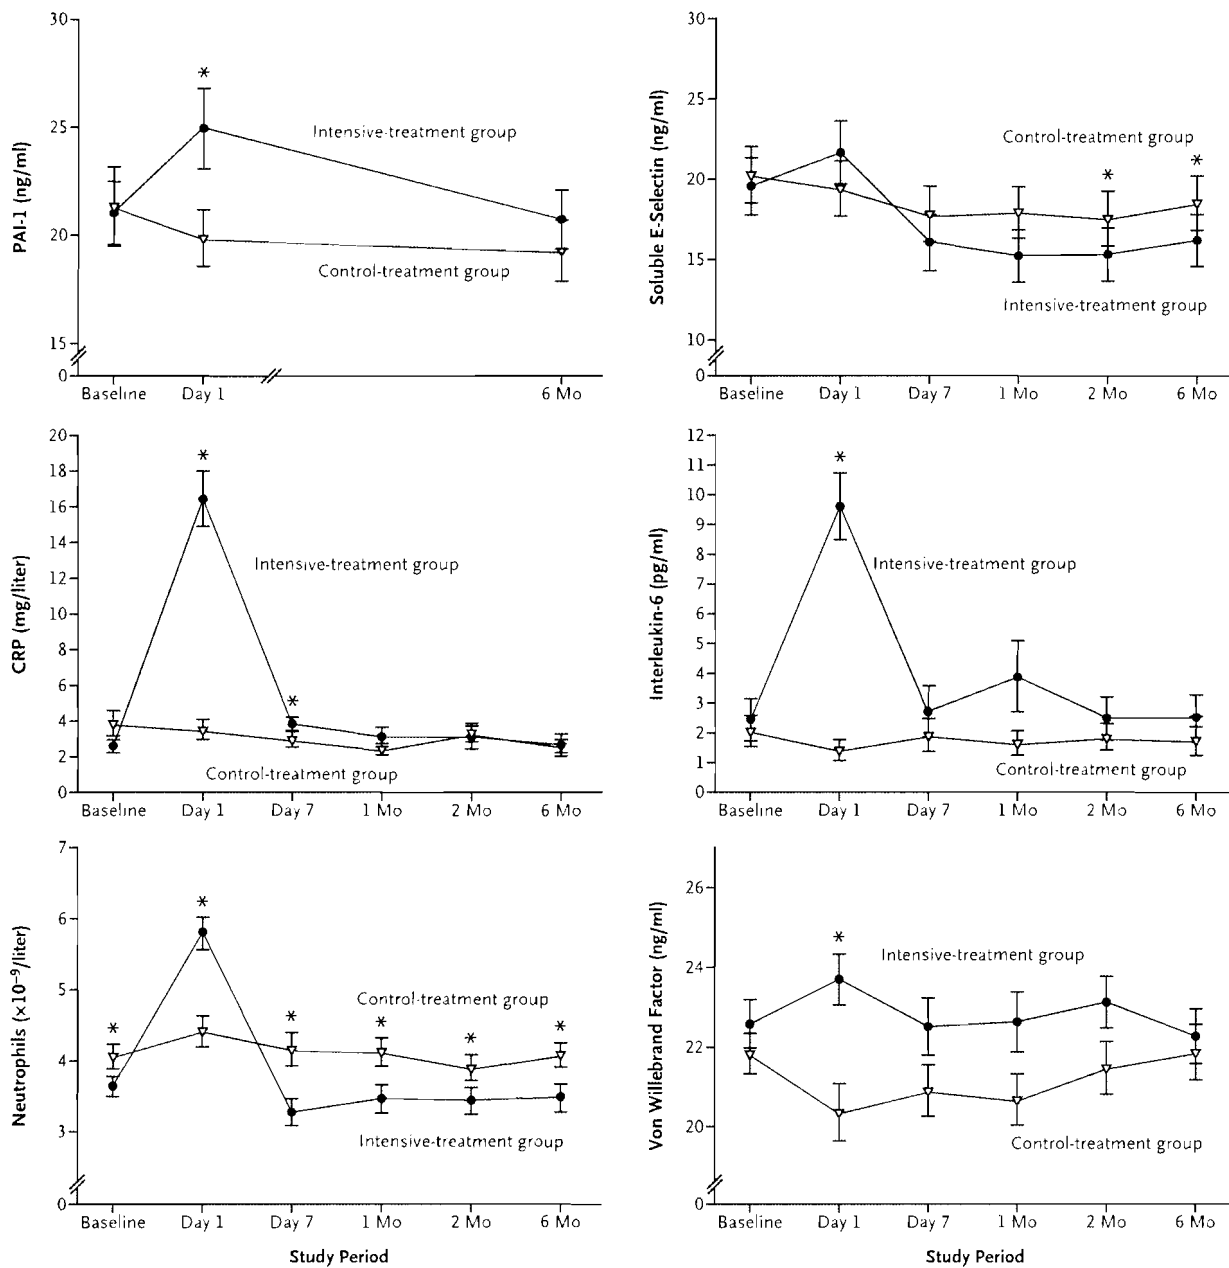 PAI-1 (ng/ml)
30
25
20
15
0
*
Intensive-treatment group
Control-treatment group
Baseline Day 1 6 Mo
Soluble E-Selectin (ng/ml)
30
25
20
15
10
0
Control-treatment group
* *
Intensive-treatment group
Baseline Day 1 Day 7 1 Mo 2 Mo 6 Mo
CRP (mg/liter)
20
18
16
14
12
10
8
6
4
2
0
*
Intensive-treatment group
*
Control-treatment group
Baseline Day 1 Day 7 1 Mo 2 Mo 6 Mo
Interleukin-6 (pg/ml)
12
11
10
9
8
7
6
5
4
3
2
1
0
*
Intensive-treatment group
Control-treatment group
Baseline Day 1 Day 7 1 Mo 2 Mo 6 Mo
Neutrophils (×10⁻⁹/liter)
7
6
5
4
3
0
*
Control-treatment group
* * * * *
Intensive-treatment group
Baseline Day 1 Day 7 1 Mo 2 Mo 6 Mo
Study Period
Von Willebrand Factor (ng/ml)
26
24
22
20
0
*
Intensive-treatment group
Control-treatment group
Baseline Day 1 Day 7 1 Mo 2 Mo 6 Mo
Study Period